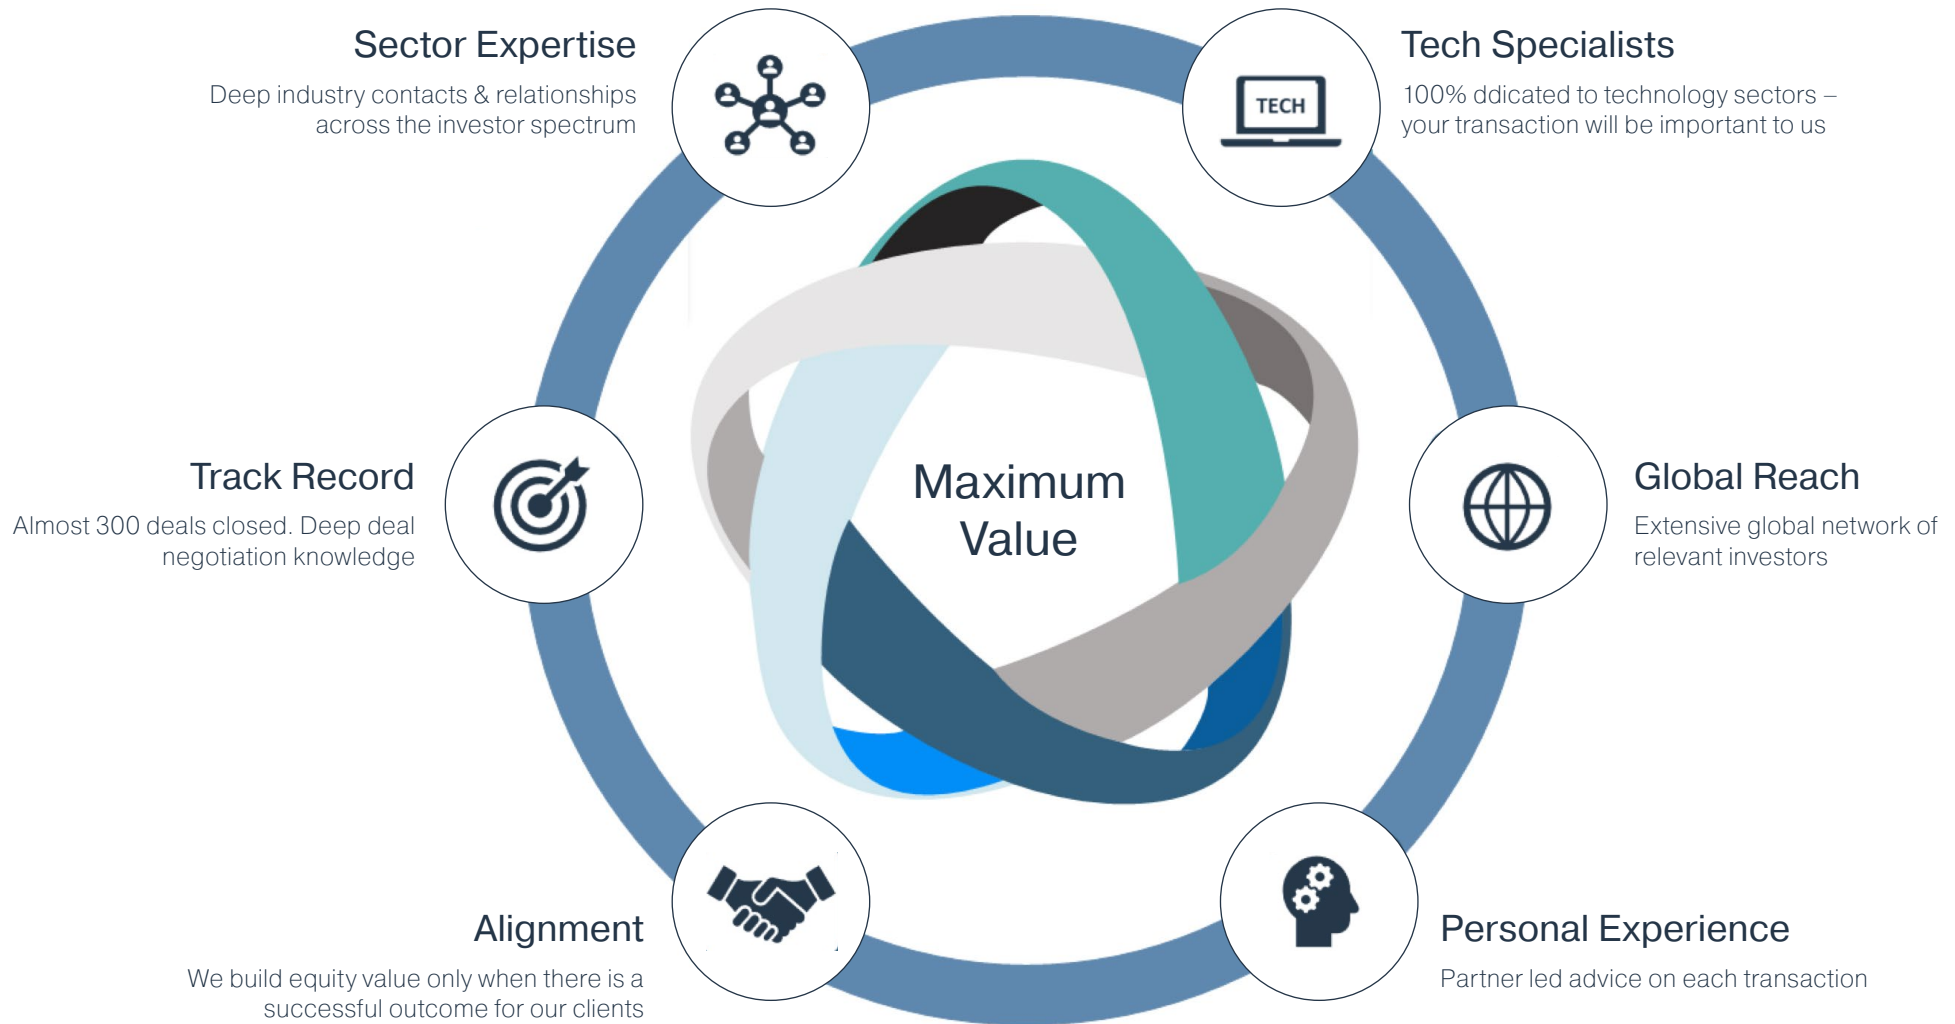 Sector Expertise
Deep industry contacts & relationships
across the investor spectrum
TECH
Tech Specialists
100% ddicated to technology sectors –
your transaction will be important to us
Track Record
Almost 300 deals closed. Deep deal
negotiation knowledge
Maximum
Value
Global Reach
Extensive global network of
relevant investors
Alignment
We build equity value only when there is a
successful outcome for our clients
Personal Experience
Partner led advice on each transaction